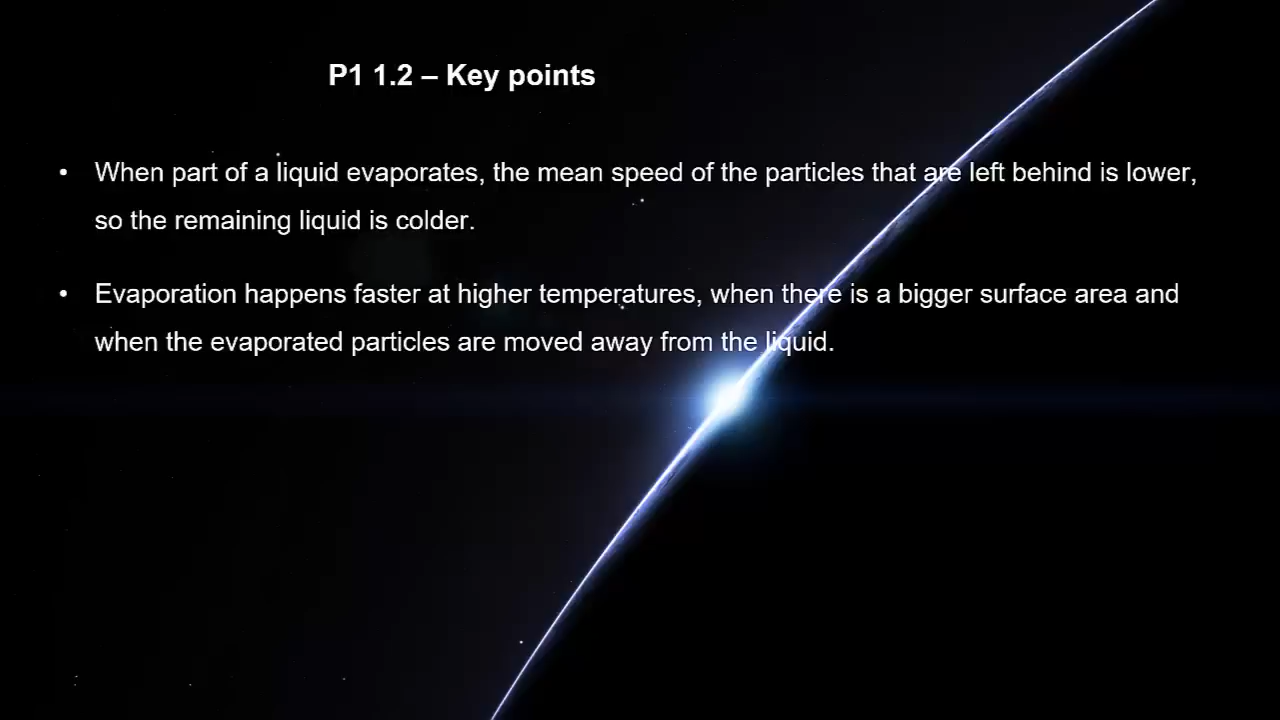 P1 1.2 – Key points
• When part of a liquid evaporates, the mean speed of the particles that are left behind is lower,
so the remaining liquid is colder.
• Evaporation happens faster at higher temperatures, when there is a bigger surface area and
when the evaporated particles are moved away from the liquid.